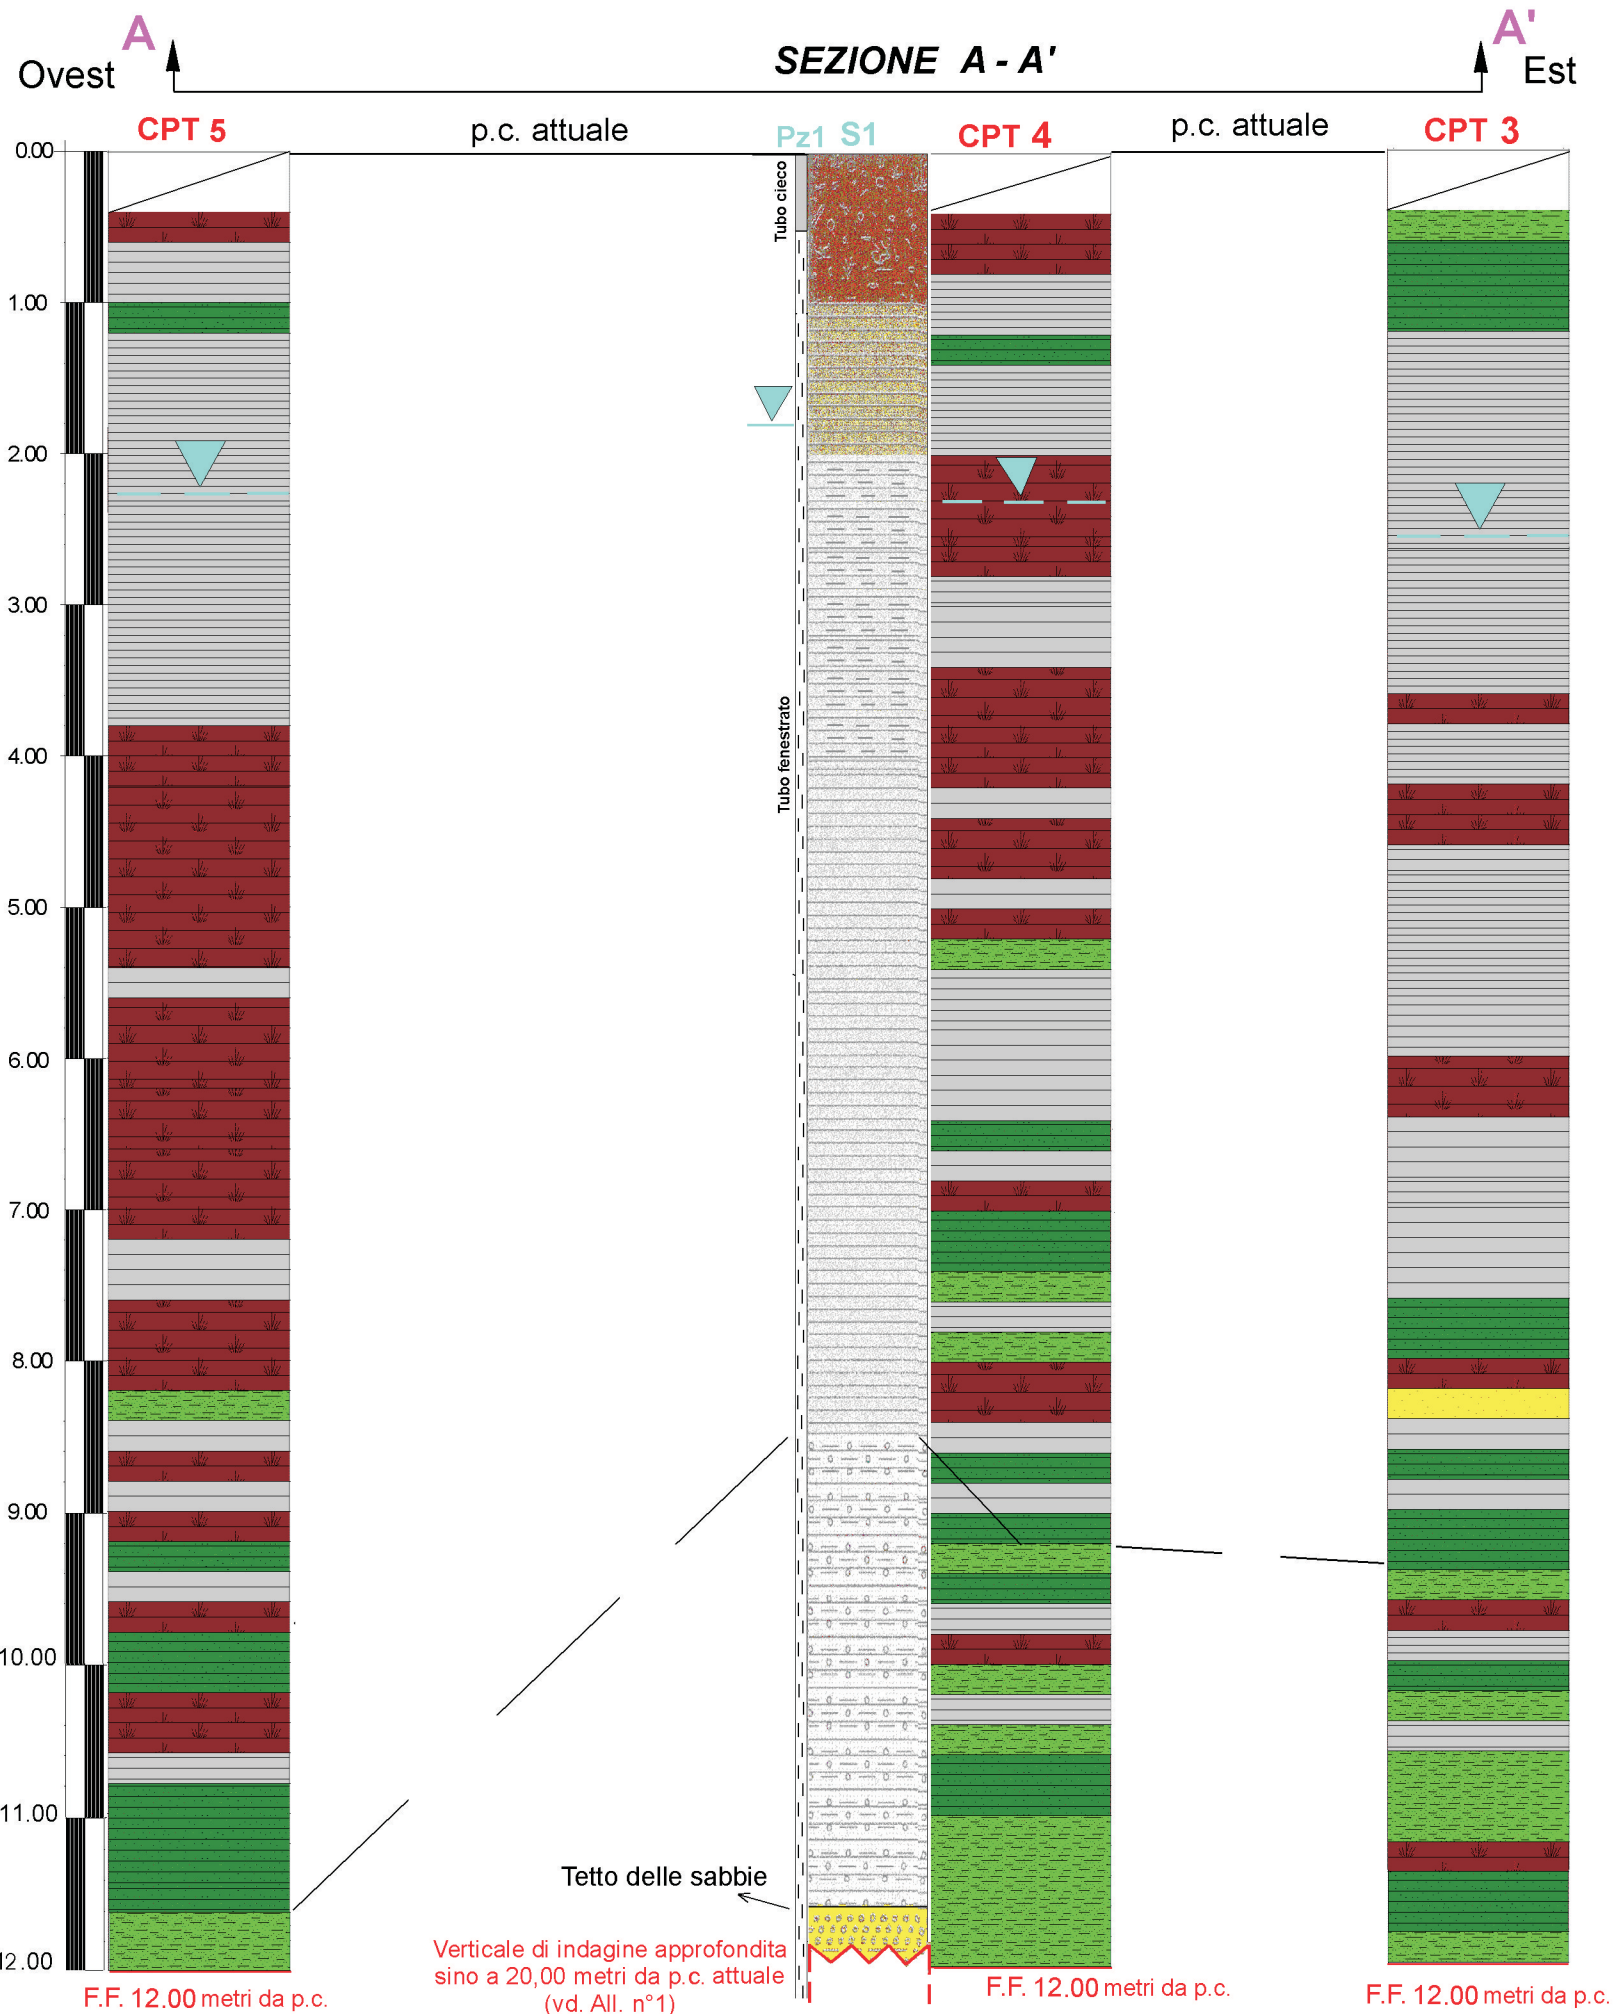 A
A'
SEZIONE A - A'
Ovest
Est
CPT 5
p.c. attuale
Pz1 S1
CPT 4
p.c. attuale
CPT 3
0.00
Tubo cieco
1.00
2.00
3.00
Tubo fenestrato
4.00
5.00
6.00
7.00
8.00
9.00
10.00
11.00
Tetto delle sabbie
12.00
Verticale di indagine approfondita
sino a 20,00 metri da p.c. attuale
(vd. All. n°1)
F.F. 12.00 metri da p.c.
F.F. 12.00 metri da p.c.
F.F. 12.00 metri da p.c.